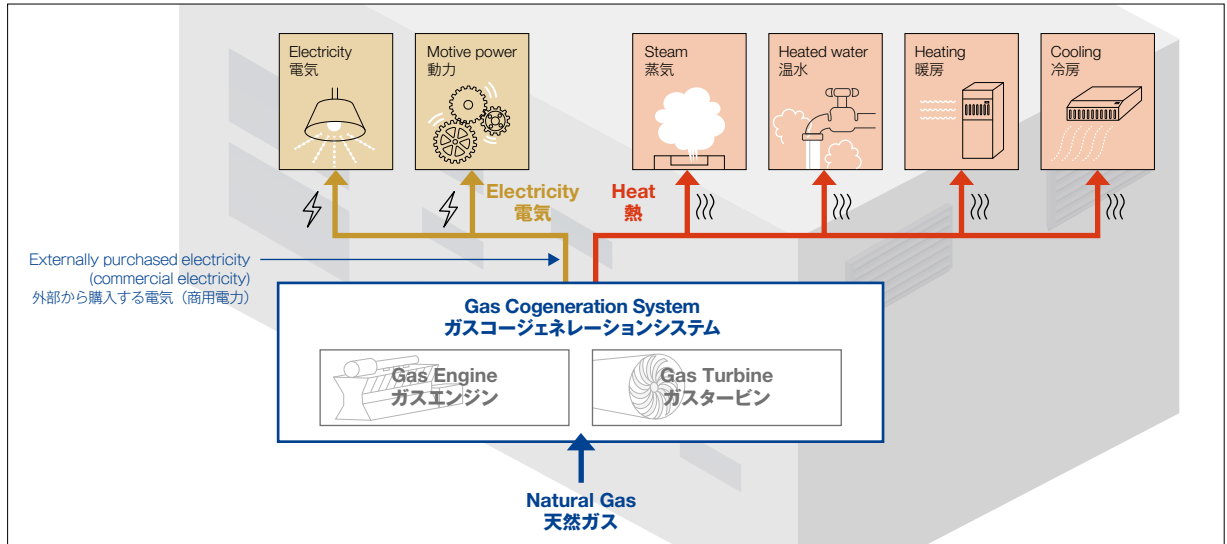 Electricity
電気
Motive power
動力
Steam
蒸気
Heated water
温水
Heating
暖房
Cooling
冷房
Electricity
電気
Heat
熱
Externally purchased electricity
(commercial electricity)
外部から購入する電気（商用電力）
Gas Cogeneration System
ガスコージェネレーションシステム
Gas Engine
ガスエンジン
Gas Turbine
ガスタービン
Natural Gas
天然ガス